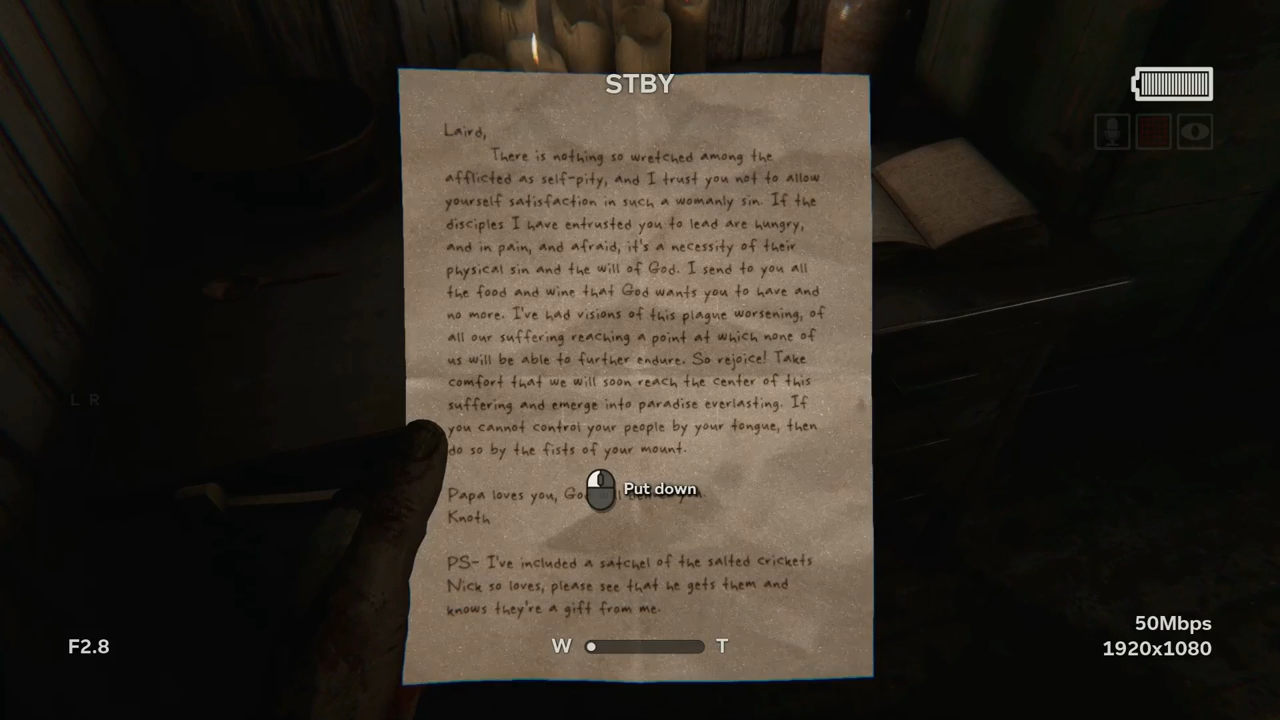 STBY
Laird,
There is nothing so wretched among the
afflicted as self-pity, and I trust you not to allow
yourself satisfaction in such a womanly sin. If the
disciples I have entrusted you to lead are hungry,
and in pain, and afraid, it's a necessity of their
physical sin and the will of God. I send to you all
the food and wine that God wants you to have and
no more. I've had visions of this plague worsening, of
all our suffering reaching a point at which none of
us will be able to further endure. So rejoice! Take
comfort that we will soon reach the center of this
suffering and emerge into paradise everlasting. If
you cannot control your people by your tongue, then
do so by the fists of your mount.
L R
Papa loves you, you.
Put down
Knoth
PS- I've included a satchel of the salted crickets
Nick so loves, please see that he gets them and
knows they're a gift from me.
F2.8
W T
50Mbps
1920x1080